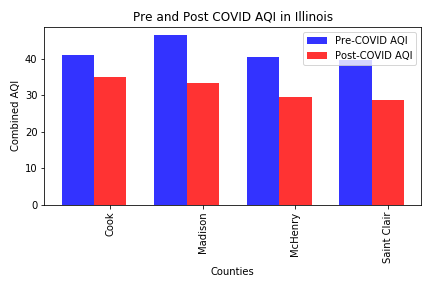 Pre and Post COVID AQI in Illinois
Pre-COVID AQI
Post-COVID AQI
Combined AQI
40
30
20
10
0
Cook
Madison
McHenry
Saint Clair
Counties